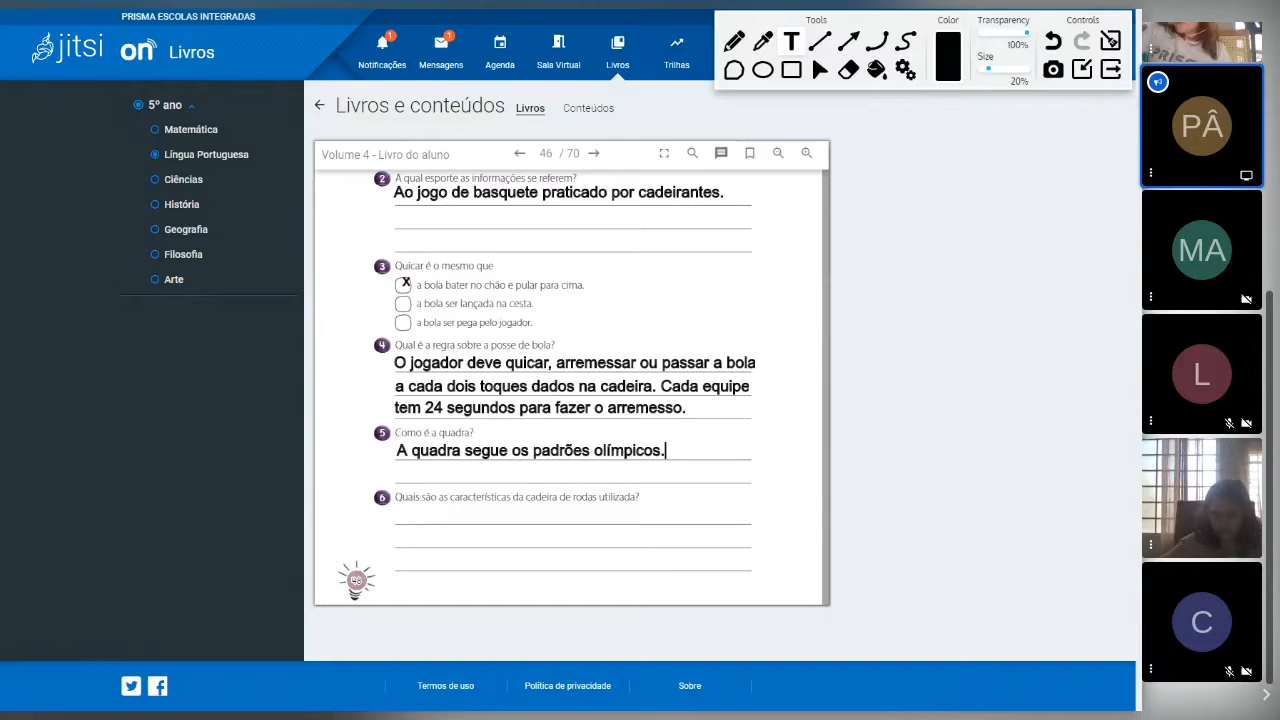 PRISMA ESCOLAS INTEGRADAS
jitsi
on Livros
1
1
Notificações
Mensagens
Agenda
Sala Virtual
Livros
Trilhas
Tools
Color
Transparency
Controls
T
100%
Size
20%
5º ano
Matemática
Língua Portuguesa
Ciências
História
Geografia
Filosofia
Arte
Livros e conteúdos
Livros
Conteúdos
Volume 4 - Livro do aluno
46 / 70
2 A qual esporte as informações se referem?
Ao jogo de basquete praticado por cadeirantes.
3 Quicar é o mesmo que
x a bola bater no chão e pular para cima.
a bola ser lançada na cesta.
a bola ser pega pelo jogador.
4 Qual é a regra sobre a posse de bola?
O jogador deve quicar, arremessar ou passar a bola
a cada dois toques dados na cadeira. Cada equipe
tem 24 segundos para fazer o arremesso.
5 Como é a quadra?
A quadra segue os padrões olímpicos.
6 Quais são as características da cadeira de rodas utilizada?
PÂ
MA
L
C
Termos de uso
Política de privacidade
Sobre